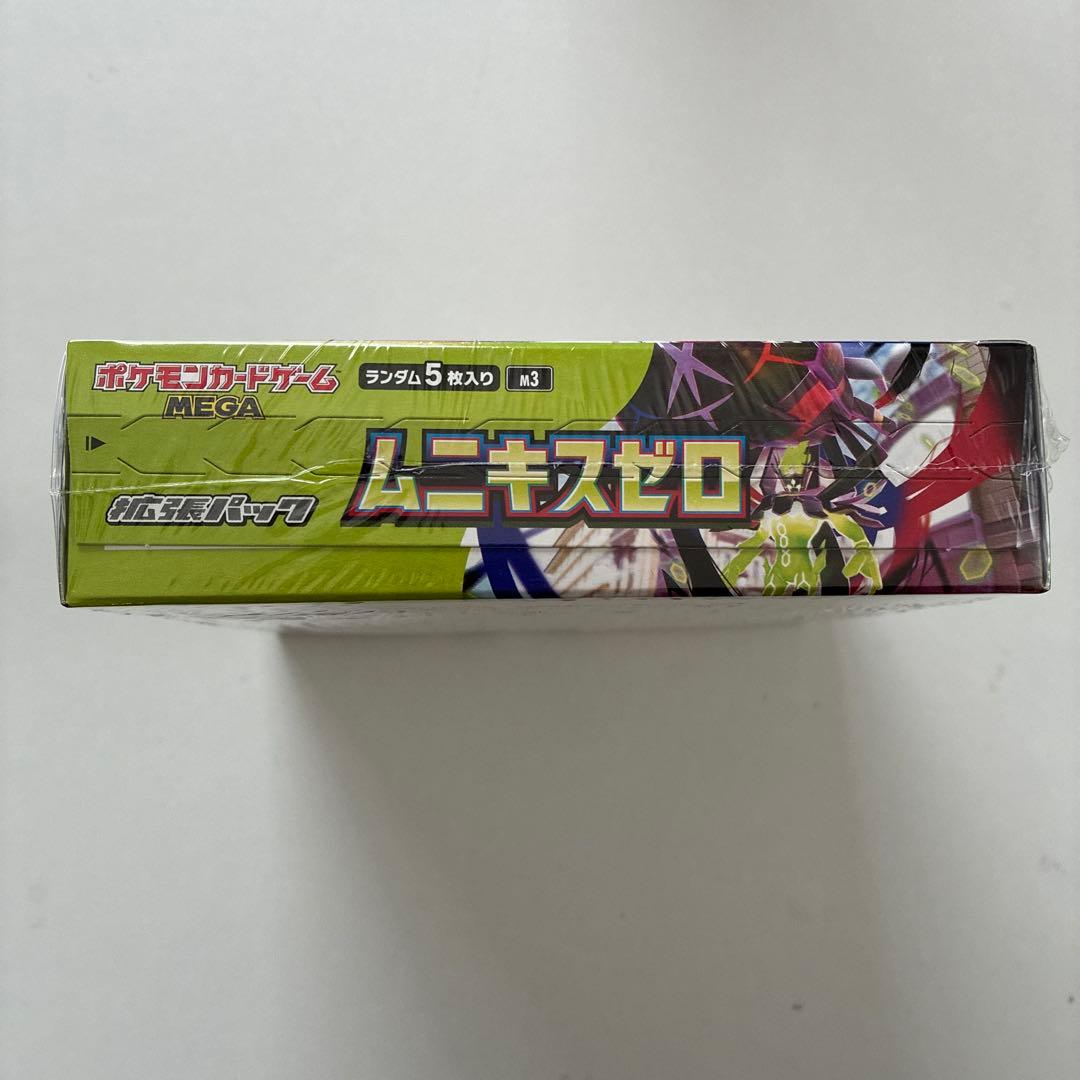 ポケモンカードゲーム
MEGA
ランダム5枚入り M3
拡張パック
ムニキスゼロ